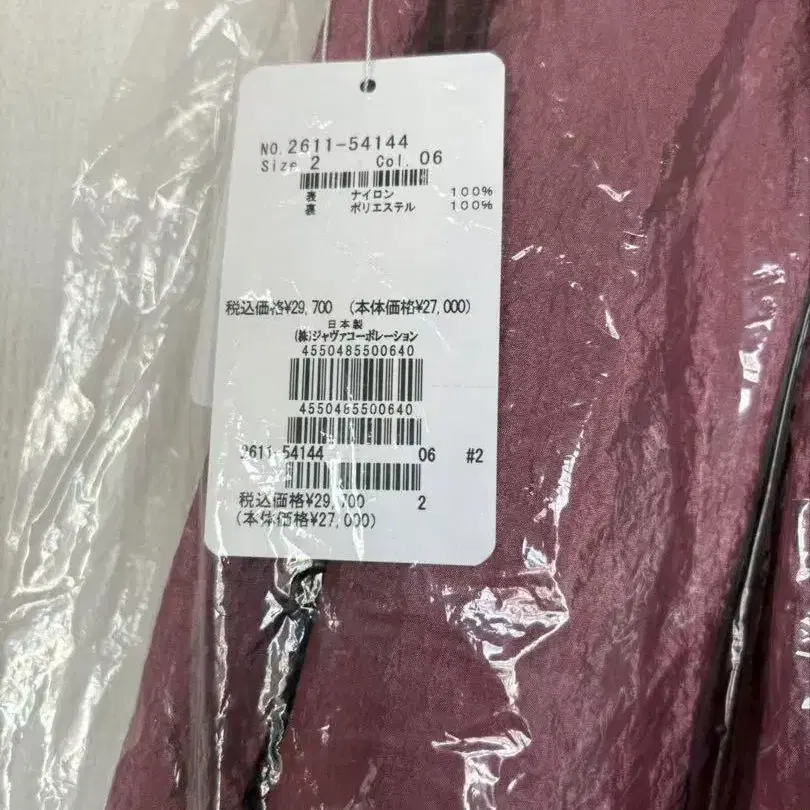 NO.2611-54144
Size 2 Col. 06
表 ナイロン 100%
裏 ポリエステル 100%
税込価格¥29,700 (本体価格¥27,000)
日本製
(株)ジャヴァコーポレーション
4550485500640
4550485500640
2611-54144 06 #2
税込価格¥29,700 2
(本体価格¥27,000)